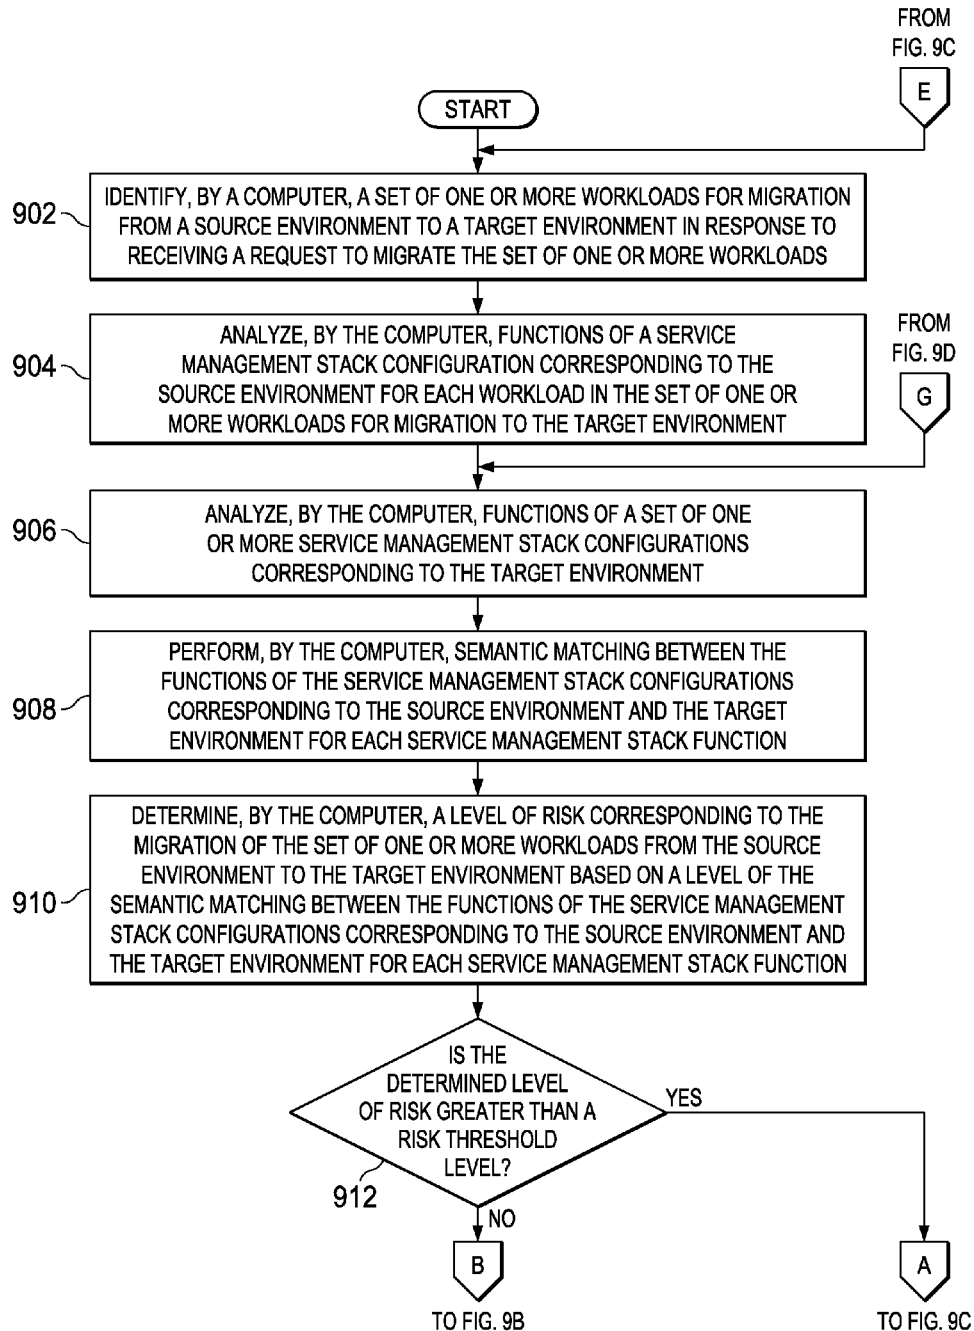 FROM
FIG. 9C
E
START
902
IDENTIFY, BY A COMPUTER, A SET OF ONE OR MORE WORKLOADS FOR MIGRATION
FROM A SOURCE ENVIRONMENT TO A TARGET ENVIRONMENT IN RESPONSE TO
RECEIVING A REQUEST TO MIGRATE THE SET OF ONE OR MORE WORKLOADS
904
ANALYZE, BY THE COMPUTER, FUNCTIONS OF A SERVICE
MANAGEMENT STACK CONFIGURATION CORRESPONDING TO THE
SOURCE ENVIRONMENT FOR EACH WORKLOAD IN THE SET OF ONE OR
MORE WORKLOADS FOR MIGRATION TO THE TARGET ENVIRONMENT
FROM
FIG. 9D
G
906
ANALYZE, BY THE COMPUTER, FUNCTIONS OF A SET OF ONE
OR MORE SERVICE MANAGEMENT STACK CONFIGURATIONS
CORRESPONDING TO THE TARGET ENVIRONMENT
908
PERFORM, BY THE COMPUTER, SEMANTIC MATCHING BETWEEN THE
FUNCTIONS OF THE SERVICE MANAGEMENT STACK CONFIGURATIONS
CORRESPONDING TO THE SOURCE ENVIRONMENT AND THE TARGET
ENVIRONMENT FOR EACH SERVICE MANAGEMENT STACK FUNCTION
910
DETERMINE, BY THE COMPUTER, A LEVEL OF RISK CORRESPONDING TO THE
MIGRATION OF THE SET OF ONE OR MORE WORKLOADS FROM THE SOURCE
ENVIRONMENT TO THE TARGET ENVIRONMENT BASED ON A LEVEL OF THE
SEMANTIC MATCHING BETWEEN THE FUNCTIONS OF THE SERVICE MANAGEMENT
STACK CONFIGURATIONS CORRESPONDING TO THE SOURCE ENVIRONMENT AND
THE TARGET ENVIRONMENT FOR EACH SERVICE MANAGEMENT STACK FUNCTION
IS THE
DETERMINED LEVEL
OF RISK GREATER THAN A
RISK THRESHOLD
LEVEL?
912
YES
NO
B
TO FIG. 9B
A
TO FIG. 9C